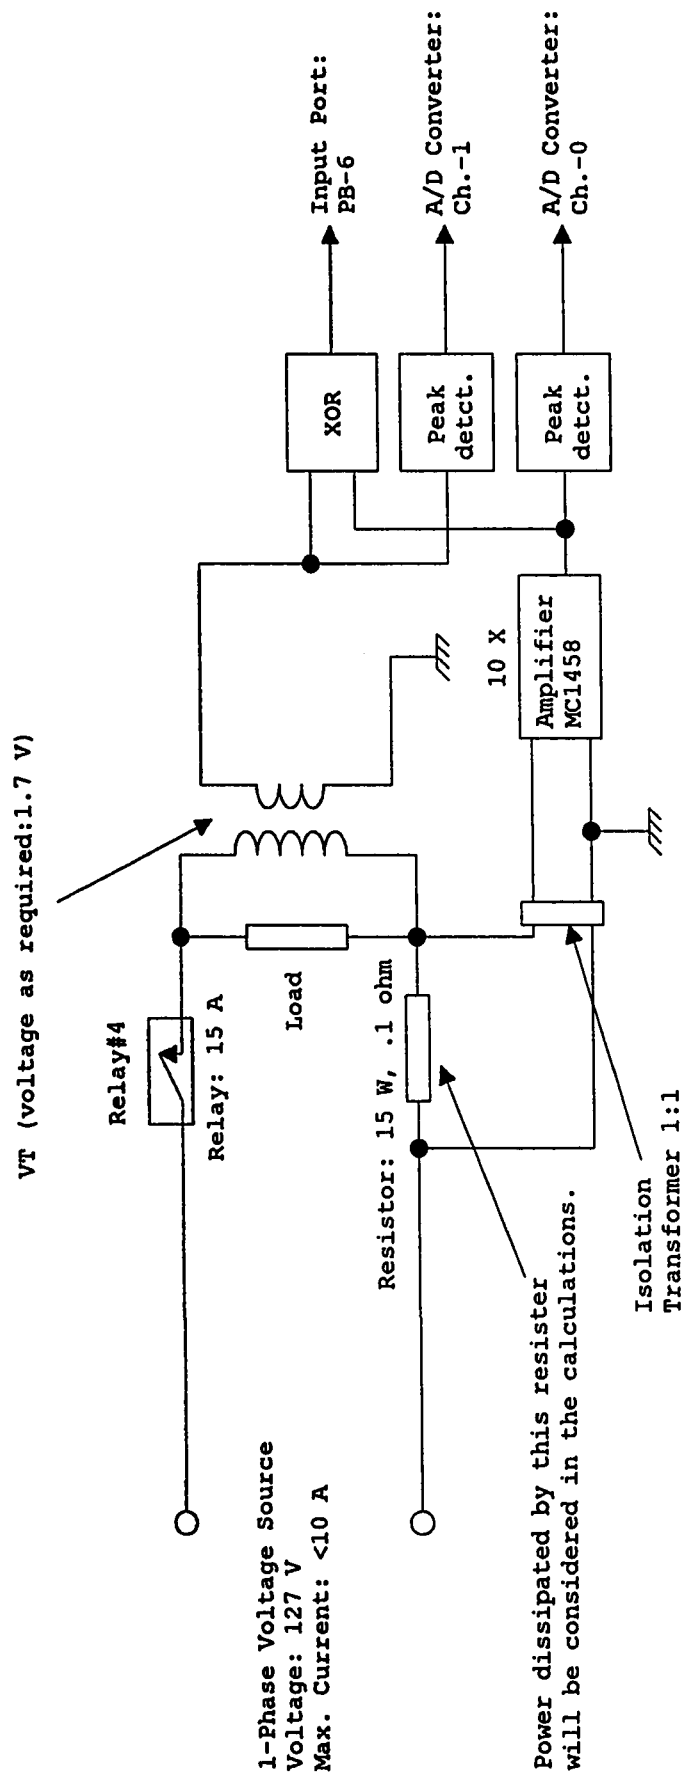 VT (voltage as required:1.7 V)
Relay#4
Relay: 15 A
1-Phase Voltage Source
Voltage: 127 V
Max. Current: <10 A
Load
Resistor: 15 W, .1 ohm
Power dissipated by this resister
will be considered in the calculations.
Isolation
Transformer 1:1
10 X
Amplifier
MC1458
XOR
Peak
detct.
Peak
detct.
Input Port:
PB-6
A/D Converter:
Ch.-1
A/D Converter:
Ch.-0